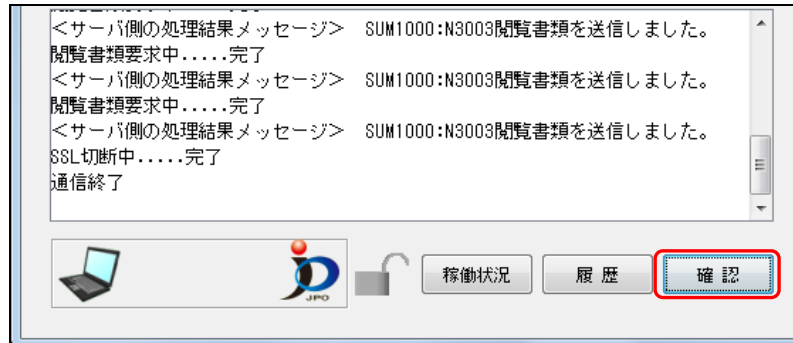 ＜サーバ側の処理結果メッセージ＞　SUM1000:N3003閲覧書類を送信しました。
閲覧書類要求中.....完了
＜サーバ側の処理結果メッセージ＞　SUM1000:N3003閲覧書類を送信しました。
閲覧書類要求中.....完了
＜サーバ側の処理結果メッセージ＞　SUM1000:N3003閲覧書類を送信しました。
SSL切断中.....完了
通信終了
JPO
稼働状況
履 歴
確 認